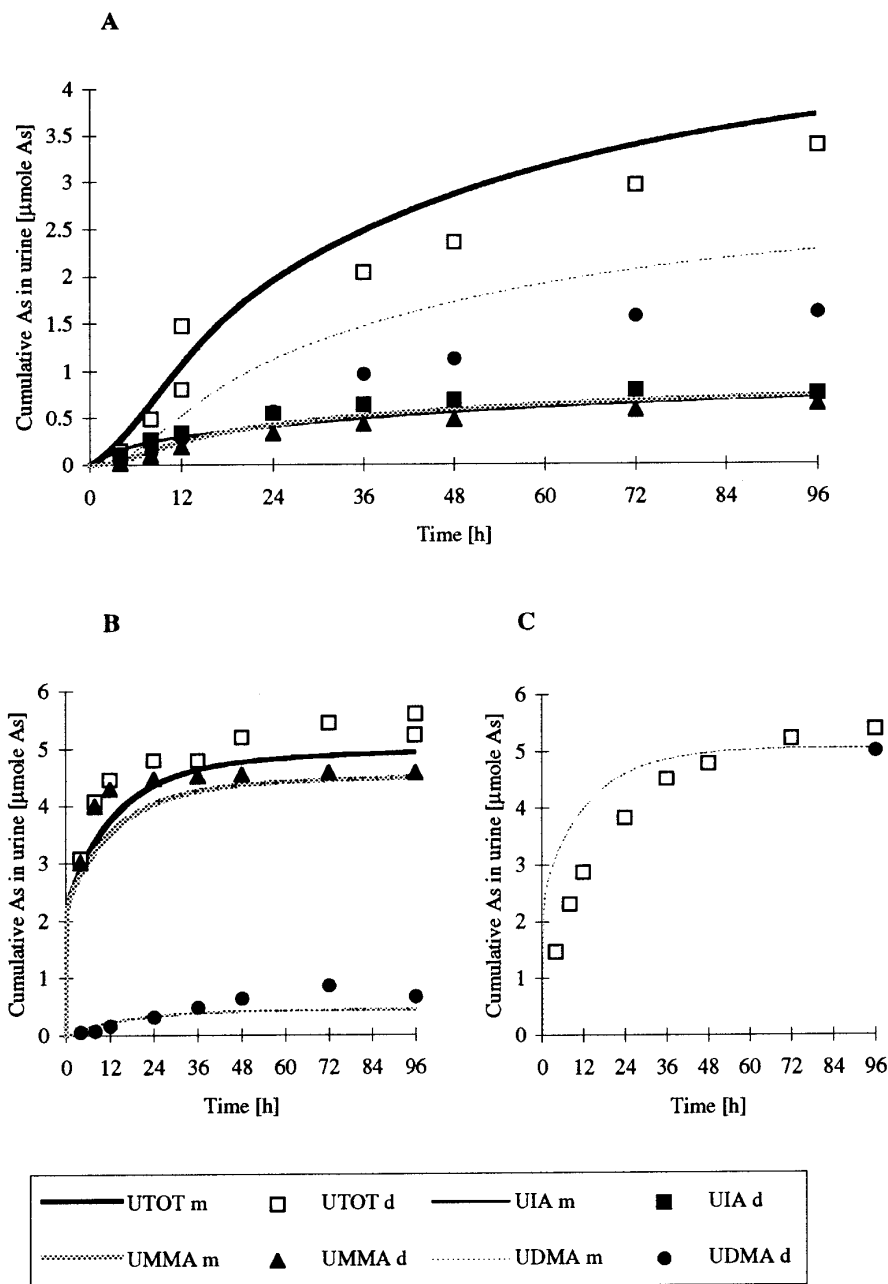 A
Cumulative As in urine [µmole As]
4
3.5
3
2.5
2
1.5
1
0.5
0
0 12 24 36 48 60 72 84 96
Time [h]
B
Cumulative As in urine [µmole As]
6
5
4
3
2
1
0
0 12 24 36 48 60 72 84 96
Time [h]
C
Cumulative As in urine [µmole As]
6
5
4
3
2
1
0
0 12 24 36 48 60 72 84 96
Time [h]
UTOT m UTOT d UIA m UIA d
UMMA m UMMA d UDMA m UDMA d